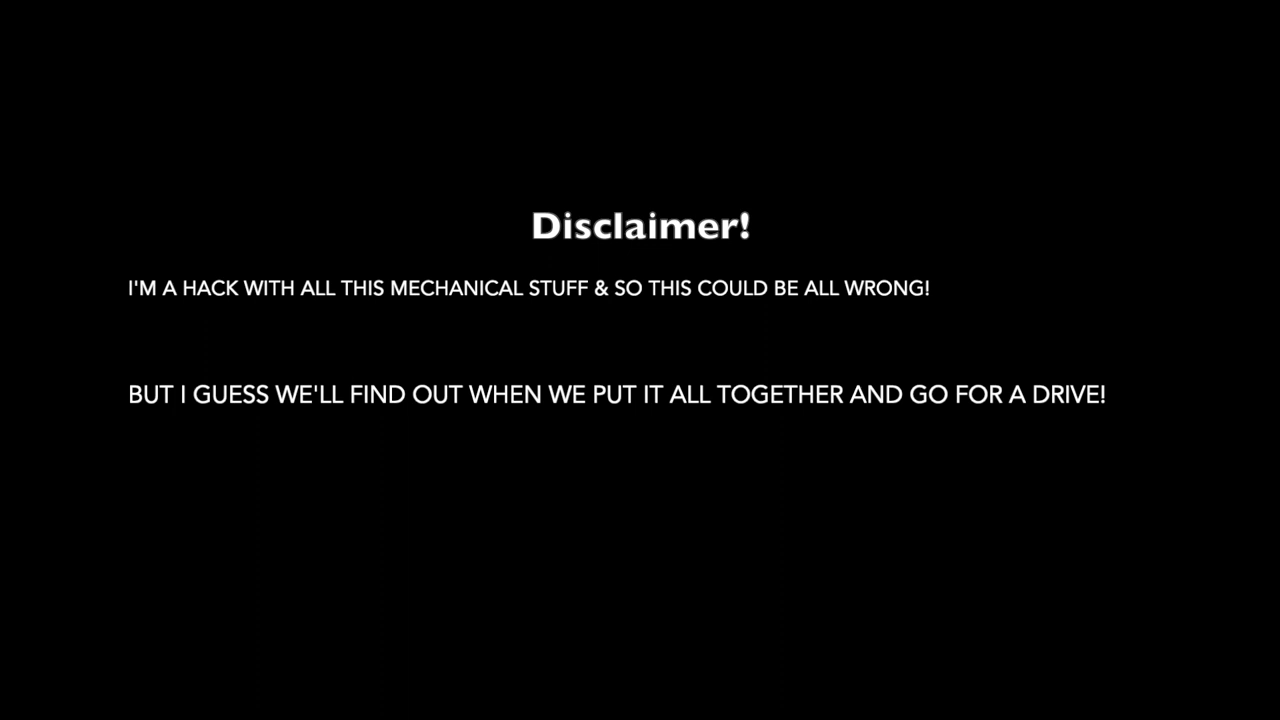 Disclaimer!
I'M A HACK WITH ALL THIS MECHANICAL STUFF & SO THIS COULD BE ALL WRONG!
BUT I GUESS WE'LL FIND OUT WHEN WE PUT IT ALL TOGETHER AND GO FOR A DRIVE!